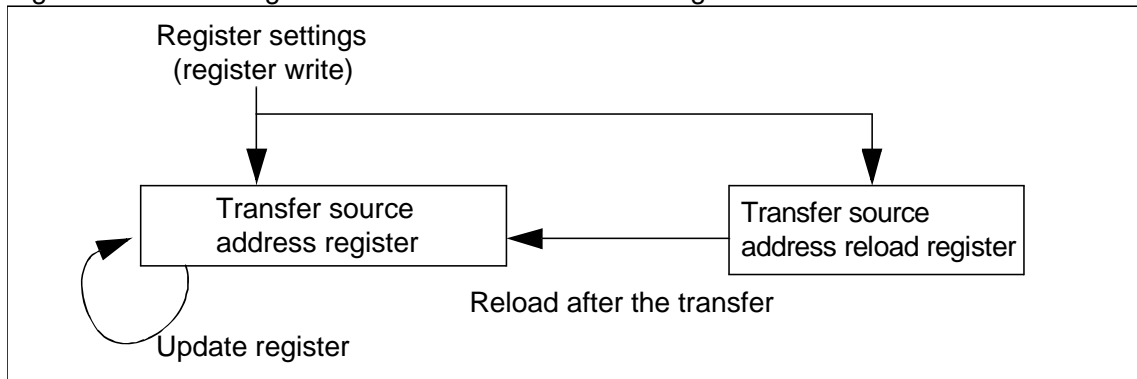 Register settings
(register write)
Transfer source
address register
Transfer source
address reload register
Reload after the transfer
Update register